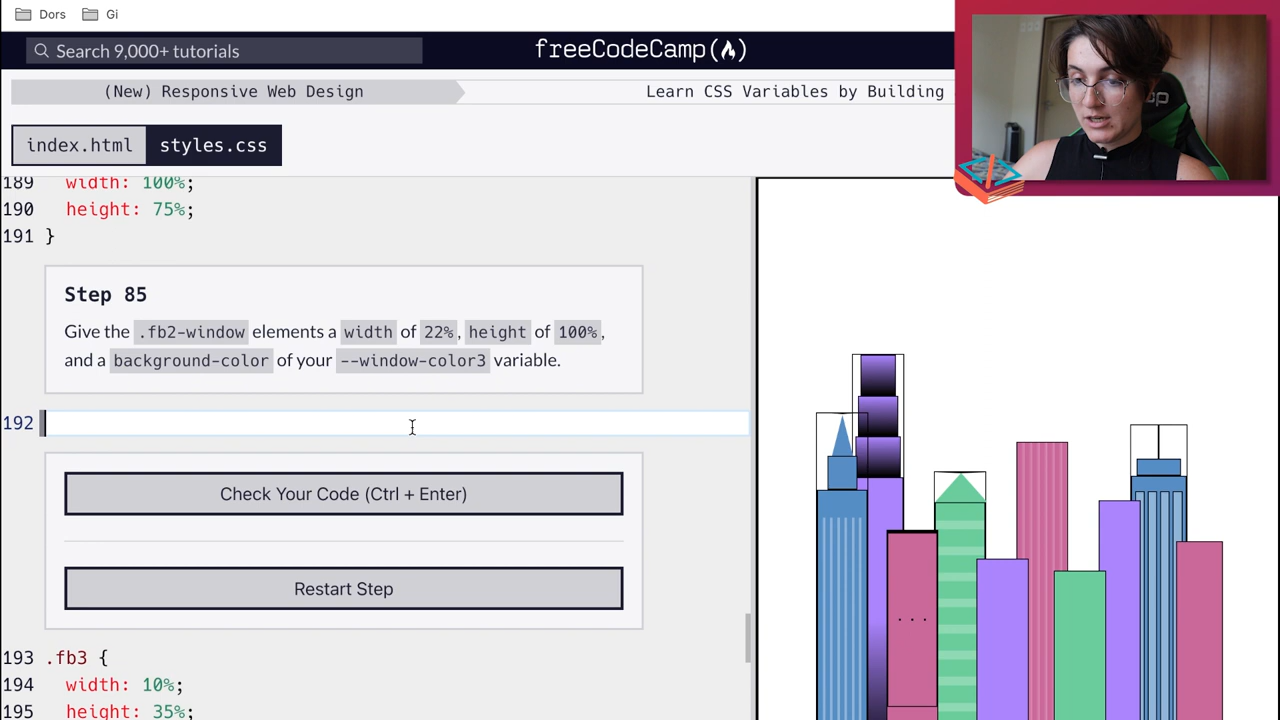 Dors Gi
Search 9,000+ tutorials
freeCodeCamp
(New) Responsive Web Design
Learn CSS Variables by Building
index.html styles.css
189 width: 100%;
190 height: 75%;
191 }
Step 85
Give the .fb2-window elements a width of 22%, height of 100%,
and a background-color of your --window-color3 variable.
192
Check Your Code (Ctrl + Enter)
Restart Step
193 .fb3 {
194 width: 10%;
195 height: 35%;